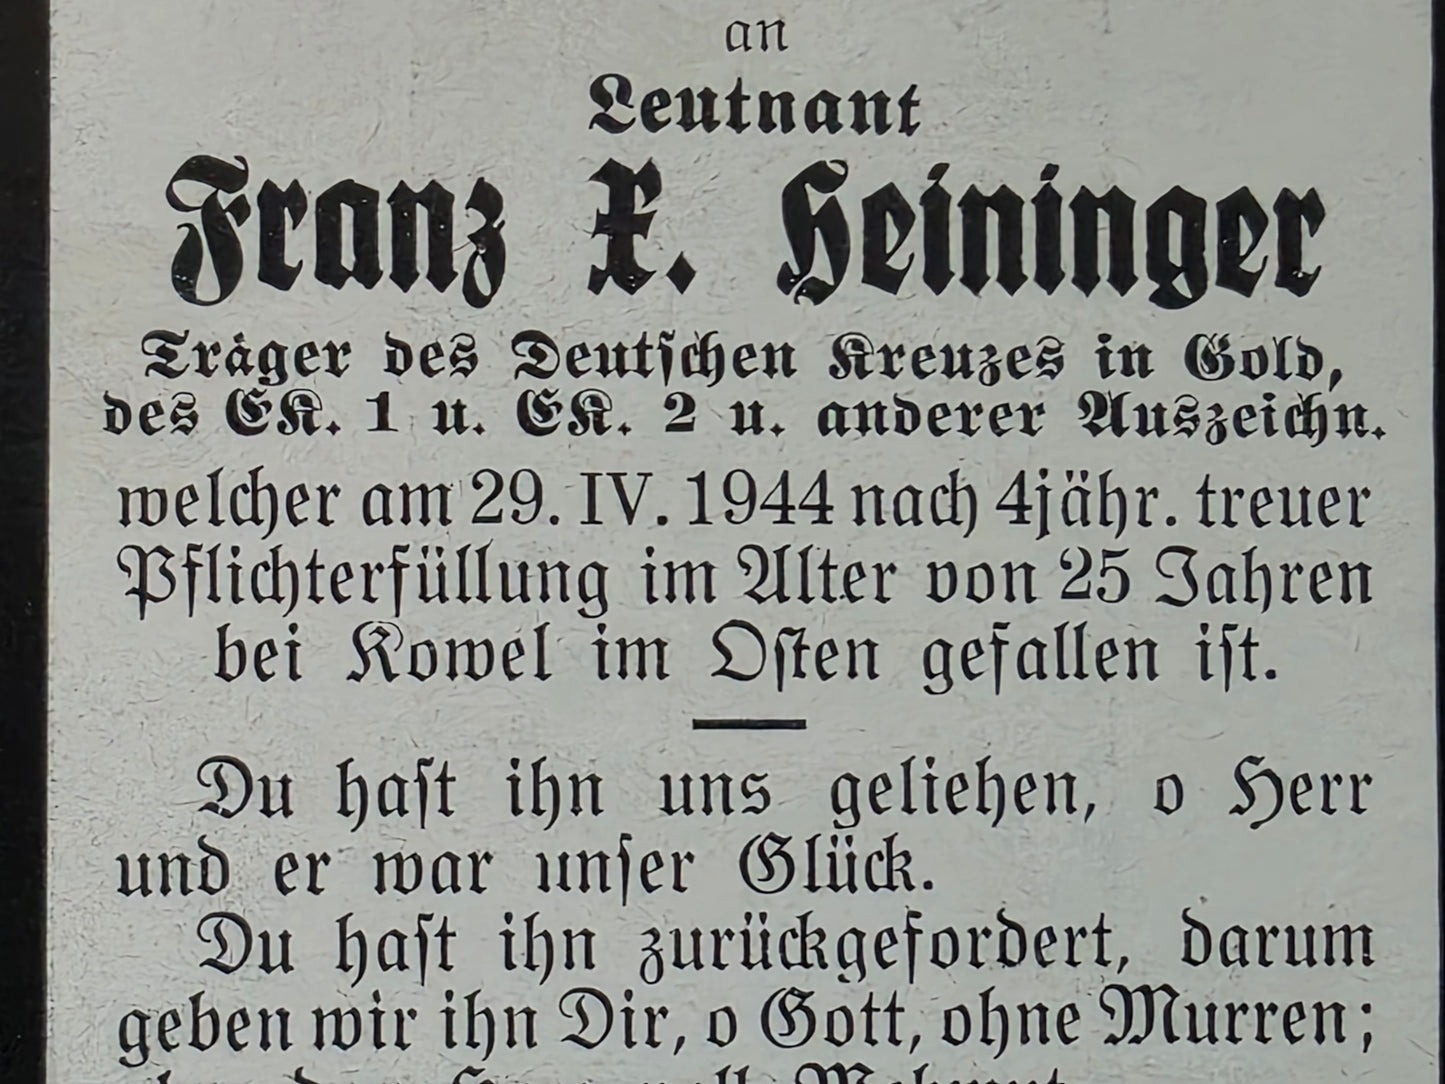 an
Leutnant
Franz X. Heininger
Träger des Deutschen Kreuzes in Gold,
des EK. 1 u. EK. 2 u. anderer Auszeichn.
welcher am 29. IV. 1944 nach 4jähr. treuer
Pflichterfüllung im Alter von 25 Jahren
bei Kowel im Osten gefallen ist.
Du hast ihn uns geliehen, o Herr
und er war unser Glück.
Du hast ihn zurückgefordert, darum
geben wir ihn Dir, o Gott, ohne Murren;